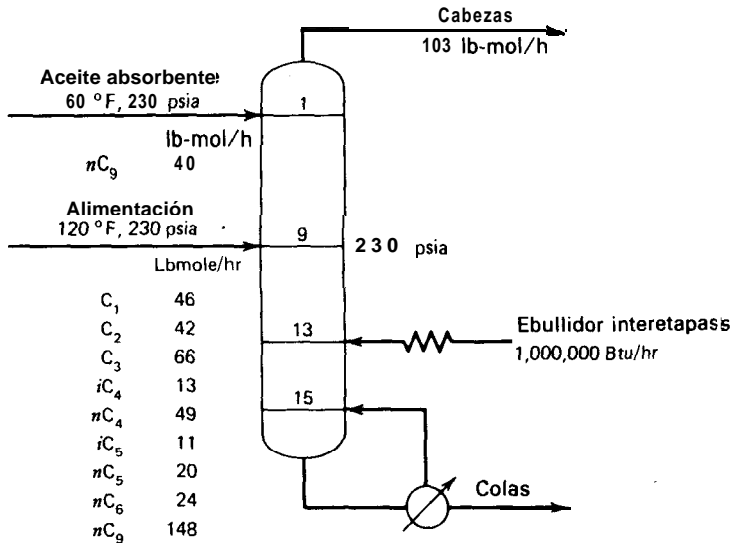 Cabezas
103 lb-mol/h
Aceite absorbente
60 °F, 230 psia
1
lb-mol/h
nC9 40
Alimentación
120 °F, 230 psia
9
230 psia
Lbmole/hr
C1 46
C2 42
C3 66
iC4 13
nC4 49
iC5 11
nC5 20
nC6 24
nC9 148
13
Ebullidor interetapass
1,000,000 Btu/hr
15
Colas